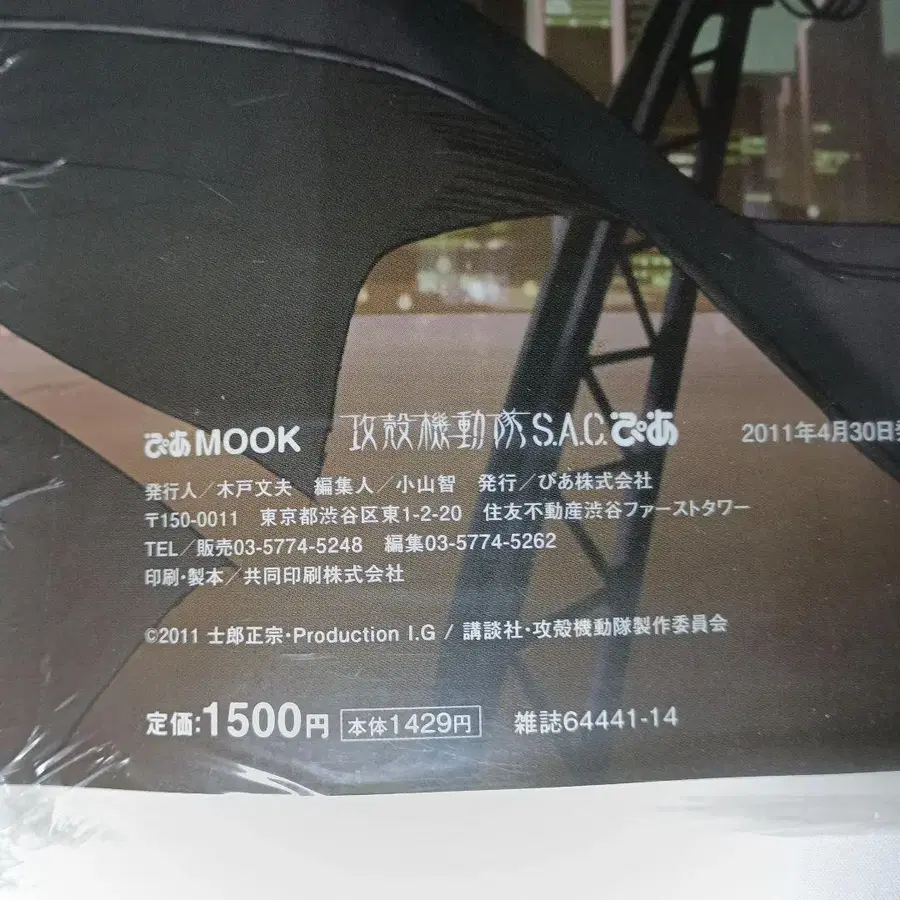 ぴあMOOK 攻殻機動隊S.A.C.ぴあ 2011年4月30日
発行人／木戸文夫 編集人／小山智 発行／ぴあ株式会社
〒150-0011 東京都渋谷区東1-2-20 住友不動産渋谷ファーストタワー
TEL／販売03-5774-5248 編集03-5774-5262
印刷・製本／共同印刷株式会社
©2011 士郎正宗・Production I.G / 講談社・攻殻機動隊製作委員会
定価:1500円 本体1429円 雑誌64441-14